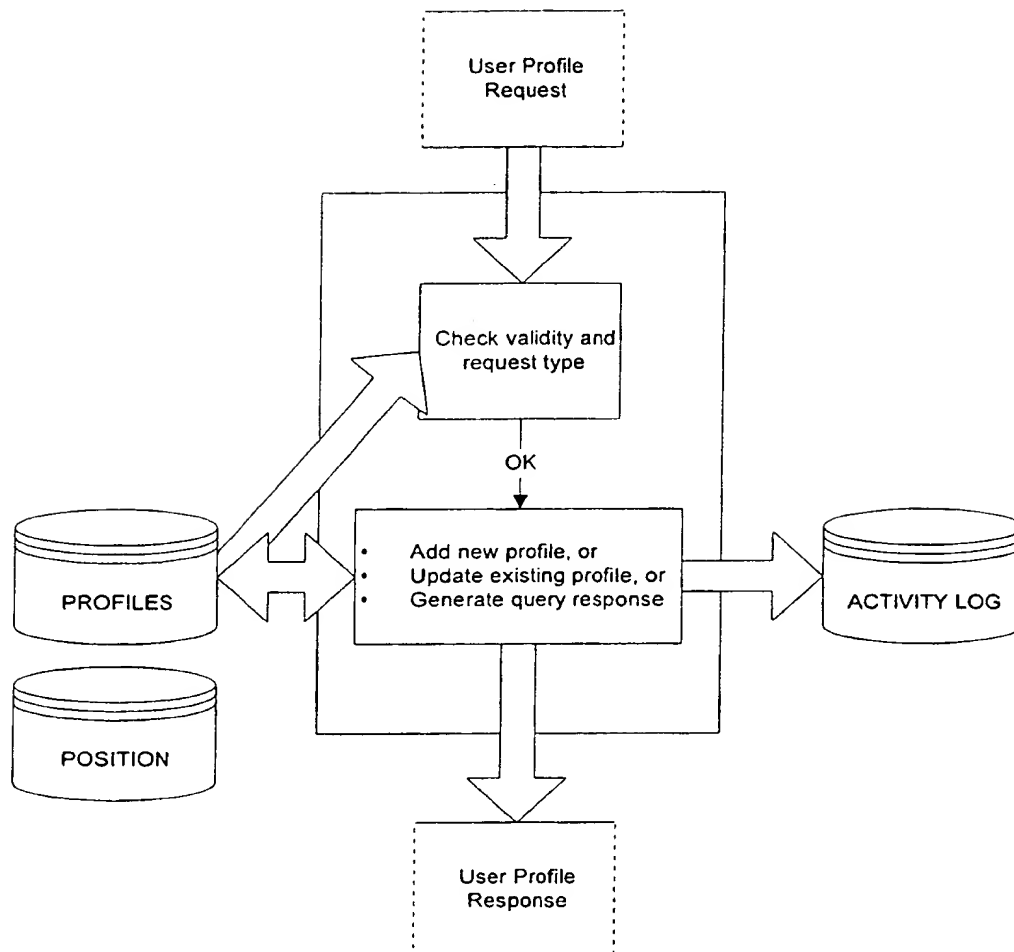 User Profile
Request
Check validity and
request type
OK
• Add new profile, or
• Update existing profile, or
• Generate query response
PROFILES
ACTIVITY LOG
POSITION
User Profile
Response